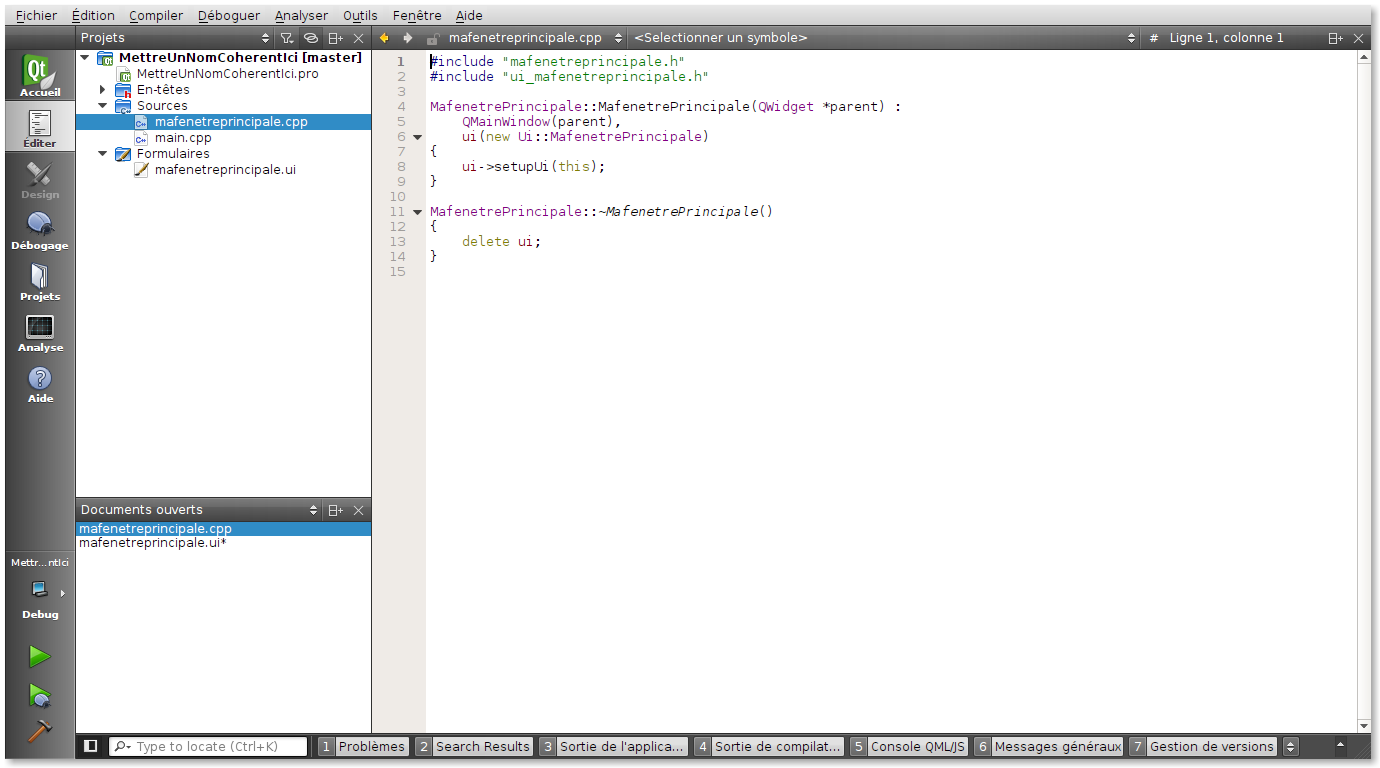 Fichier Édition Compiler Déboguer Analyser Outils Fenêtre Aide
Projets
mafenetreprincipale.cpp <Selectionner un symbole> # Ligne 1, colonne 1
Qt
Accueil
Éditer
Design
Débogage
Projets
Analyse
Aide
MettreUnNomCoherentIci [master]
MettreUnNomCoherentIci.pro
En-têtes
Sources
mafenetreprincipale.cpp
main.cpp
Formulaires
mafenetreprincipale.ui
1 #include "mafenetreprincipale.h"
2 #include "ui_mafenetreprincipale.h"
3
4 MafenetrePrincipale::MafenetrePrincipale(QWidget *parent) :
5 QMainWindow(parent),
6 ui(new Ui::MafenetrePrincipale)
7 {
8 ui->setupUi(this);
9 }
10
11 MafenetrePrincipale::~MafenetrePrincipale()
12 {
13 delete ui;
14 }
15
Documents ouverts
mafenetreprincipale.cpp
mafenetreprincipale.ui*
Mettr...ntIci
Debug
Type to locate (Ctrl+K)
1 Problèmes 2 Search Results 3 Sortie de l'applica... 4 Sortie de compilat... 5 Console QML/JS 6 Messages généraux 7 Gestion de versions